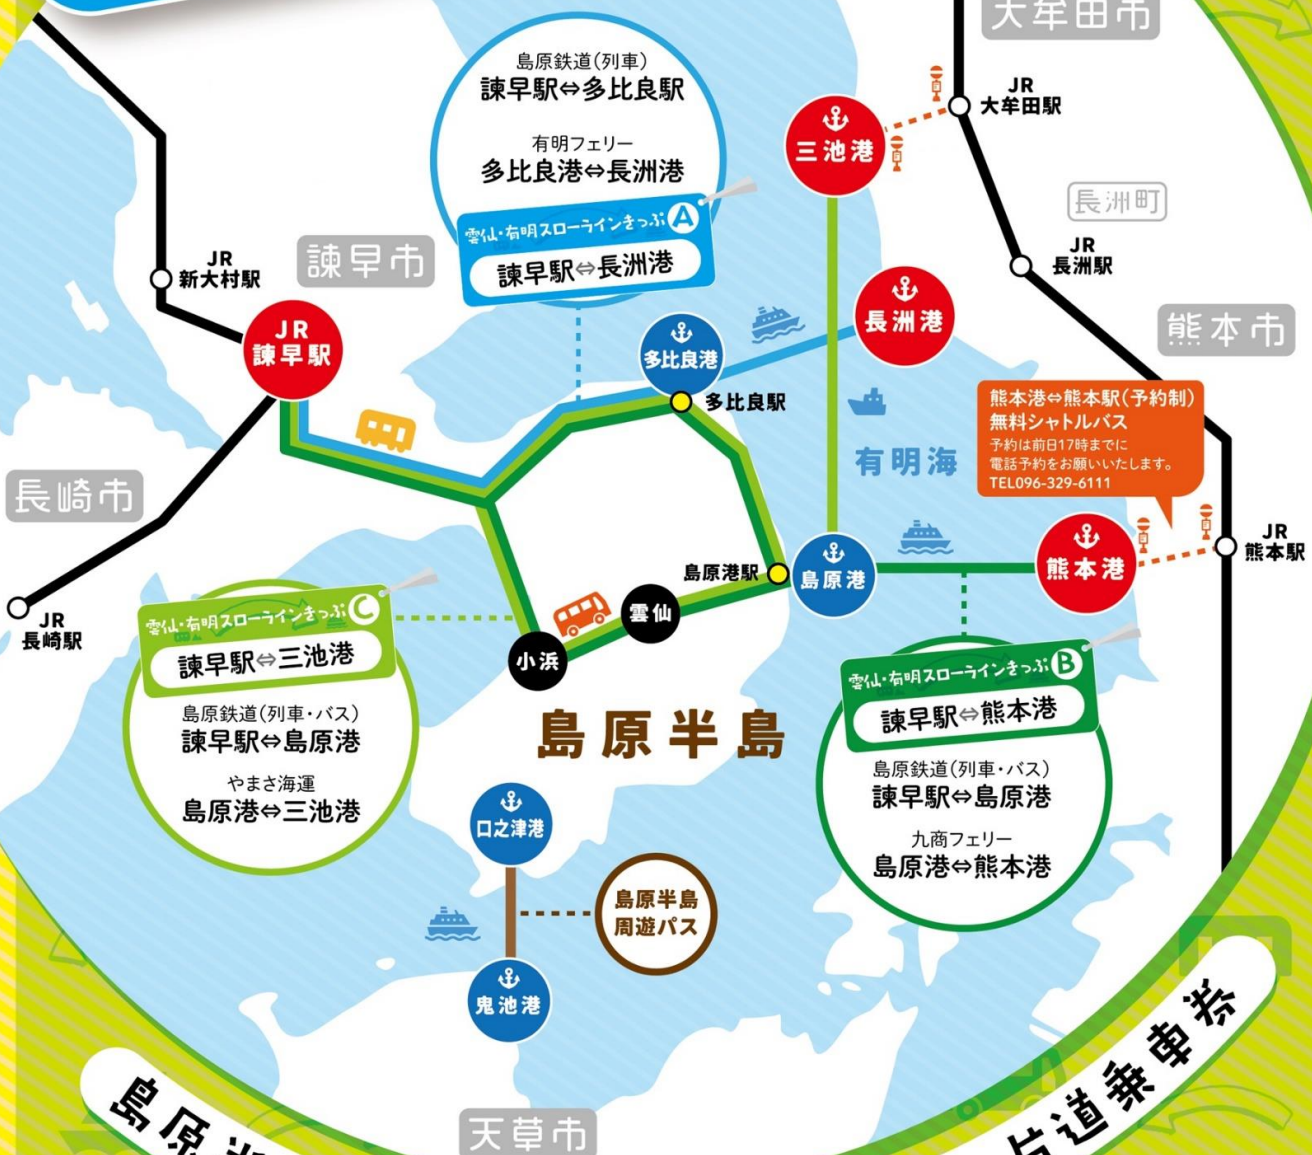 大牟田市
島原鉄道(列車)
諫早駅⇔多比良駅
有明フェリー
多比良港⇔長洲港
雲仙・有明スローラインきっぷA
諫早駅⇔長洲港
三池港
JR
大牟田駅
長洲町
JR
長洲駅
JR
新大村駅
諫早市
JR
諫早駅
多比良港
長洲港
熊本市
多比良駅
熊本港⇔熊本駅(予約制)
無料シャトルバス
予約は前日17時までに
電話予約をお願いいたします。
TEL096-329-6111
有明海
長崎市
JR
長崎駅
島原港駅
島原港
熊本港
JR
熊本駅
雲仙
小浜
雲仙・有明スローラインきっぷC
諫早駅⇔三池港
島原鉄道(列車・バス)
諫早駅⇔島原港
やまさ海運
島原港⇔三池港
島原半島
雲仙・有明スローラインきっぷB
諫早駅⇔熊本港
島原鉄道(列車・バス)
諫早駅⇔島原港
九商フェリー
島原港⇔熊本港
口之津港
島原半島
周遊パス
鬼池港
天草市
島原
道乗車券